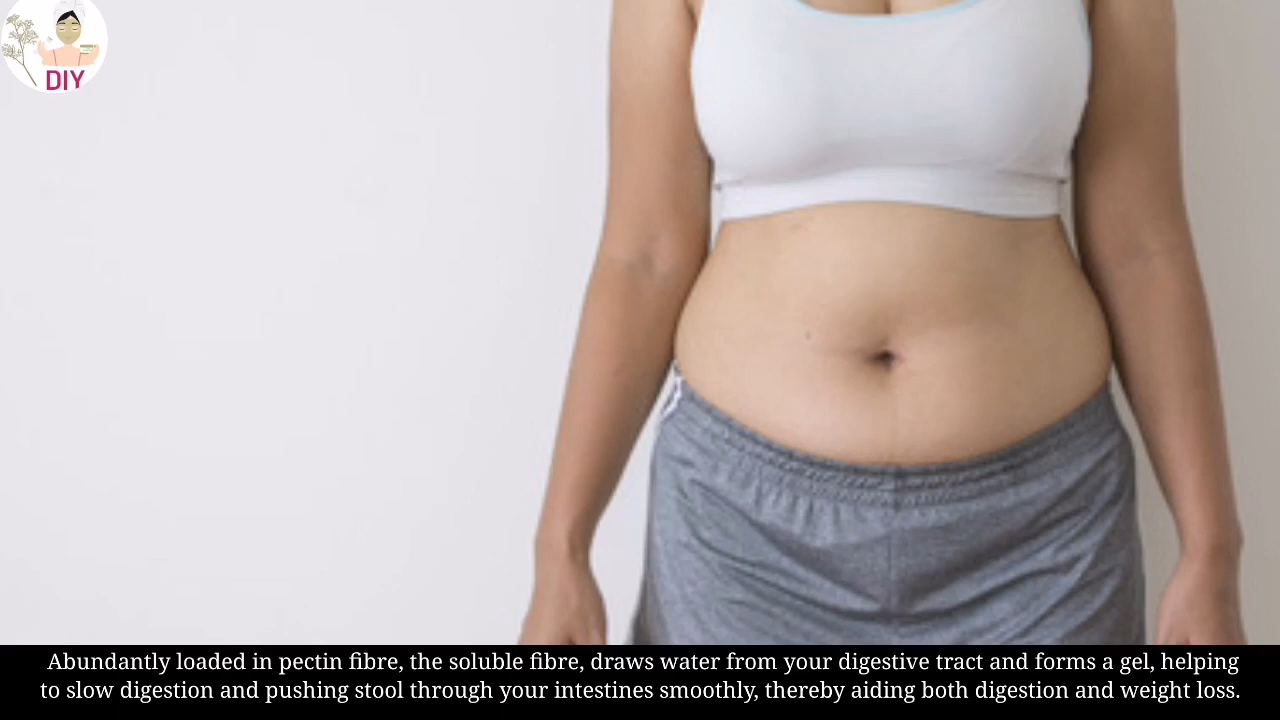 DIY
Abundantly loaded in pectin fibre, the soluble fibre, draws water from your digestive tract and forms a gel, helping
to slow digestion and pushing stool through your intestines smoothly, thereby aiding both digestion and weight loss.